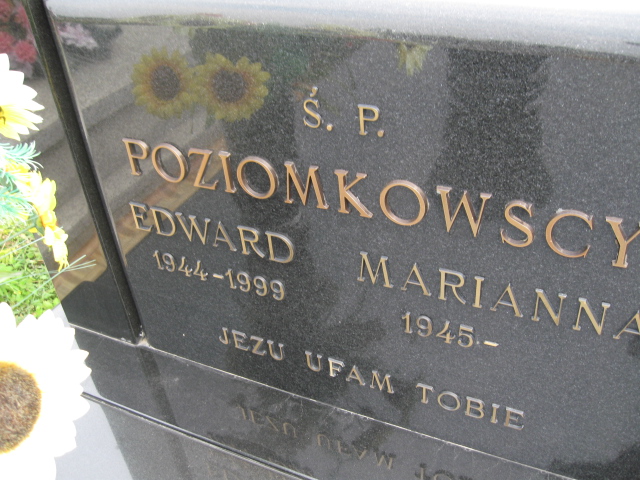 Ś. P.
POZIOMKOWSCY
EDWARD MARIANNA
1944-1999 1945-
JEZU UFAM TOBIE